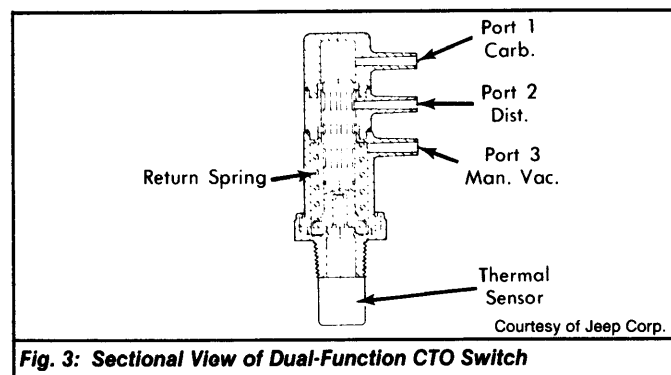 Port 1
Carb.
Port 2
Dist.
Port 3
Man. Vac.
Return Spring
Thermal
Sensor
Courtesy of Jeep Corp.
Fig. 3: Sectional View of Dual-Function CTO Switch